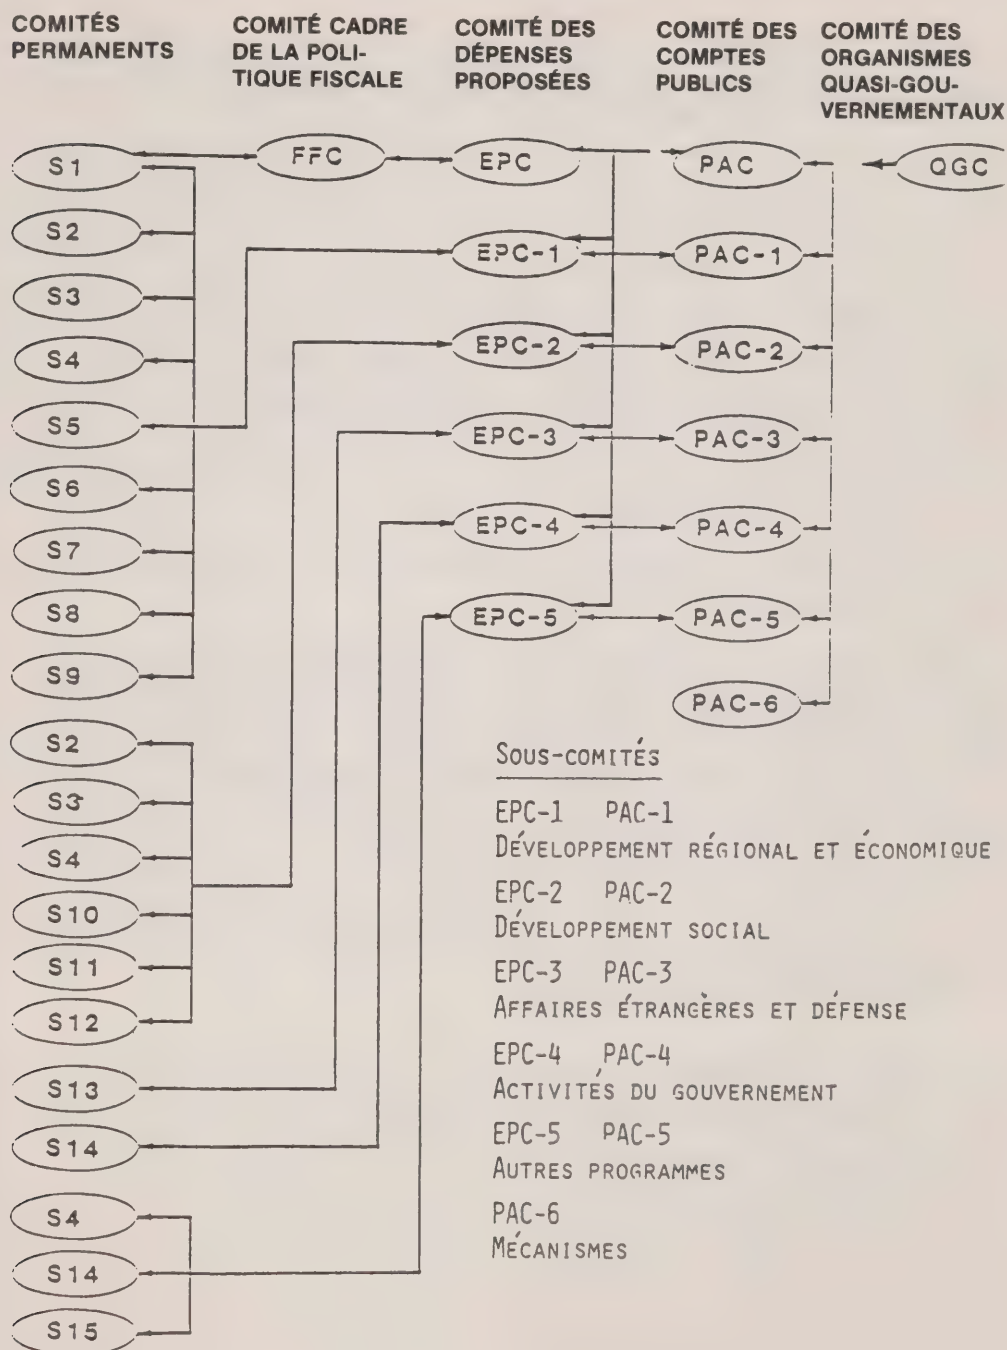 COMITÉS
PERMANENTS
COMITÉ CADRE
DE LA POLI-
TIQUE FISCALE
COMITÉ DES
DÉPENSES
PROPOSÉES
COMITÉ DES
COMPTES
PUBLICS
COMITÉ DES
ORGANISMES
QUASI-GOU-
VERNEMENTAUX
S1
FFC
EPC
PAC
QGC
S2
EPC-1
PAC-1
S3
S4
EPC-2
PAC-2
S5
EPC-3
PAC-3
S6
S7
EPC-4
PAC-4
S8
EPC-5
PAC-5
S9
PAC-6
S2
S3
S4
S10
S11
S12
S13
S14
S4
S14
S15
SOUS-COMITÉS
EPC-1 PAC-1
DÉVELOPPEMENT RÉGIONAL ET ÉCONOMIQUE
EPC-2 PAC-2
DÉVELOPPEMENT SOCIAL
EPC-3 PAC-3
AFFAIRES ÉTRANGÈRES ET DÉFENSE
EPC-4 PAC-4
ACTIVITÉS DU GOUVERNEMENT
EPC-5 PAC-5
AUTRES PROGRAMMES
PAC-6
MÉCANISMES